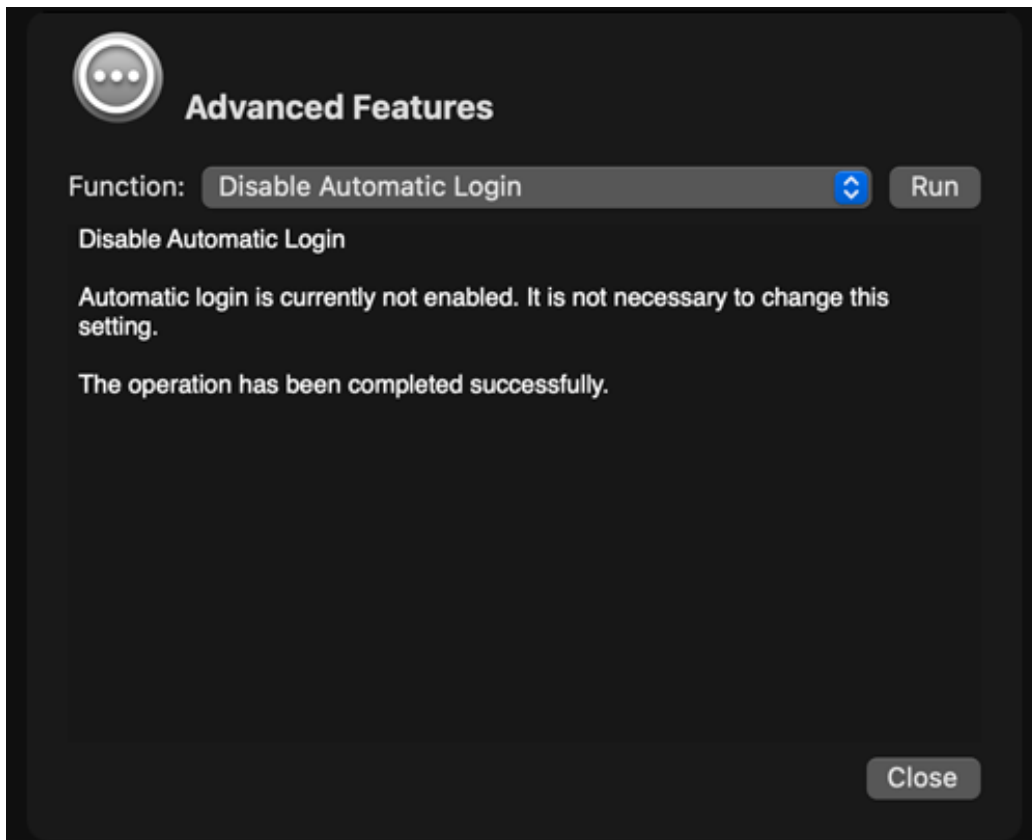 Advanced Features
Function: Disable Automatic Login Run
Disable Automatic Login
Automatic login is currently not enabled. It is not necessary to change this
setting.
The operation has been completed successfully.
Close